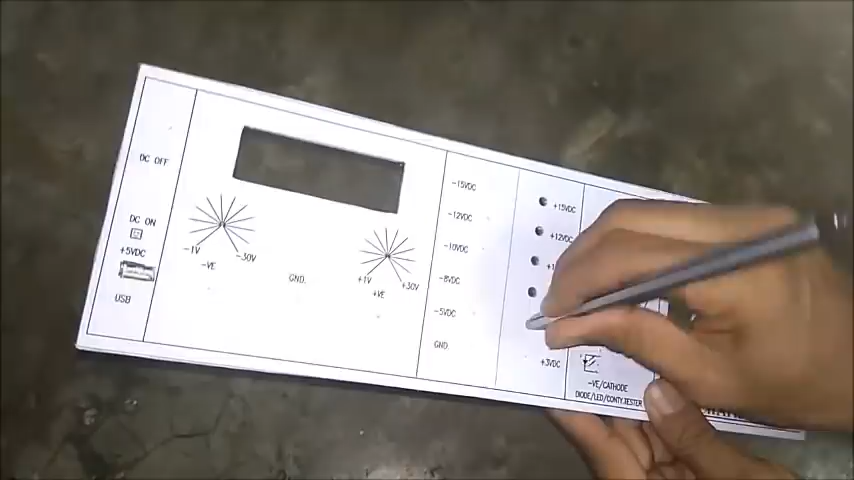 DC OFF
DC ON
+5VDC
USB
-1V
-30V
-VE
GND.
+1V
+30V
+VE
-15VDC
-12VDC
-10VDC
-8VDC
-5VDC
GND.
+15VDC
+12VDC
+3VDC
-VE/CATHODE
DIODE/LED/CONTY.TESTER